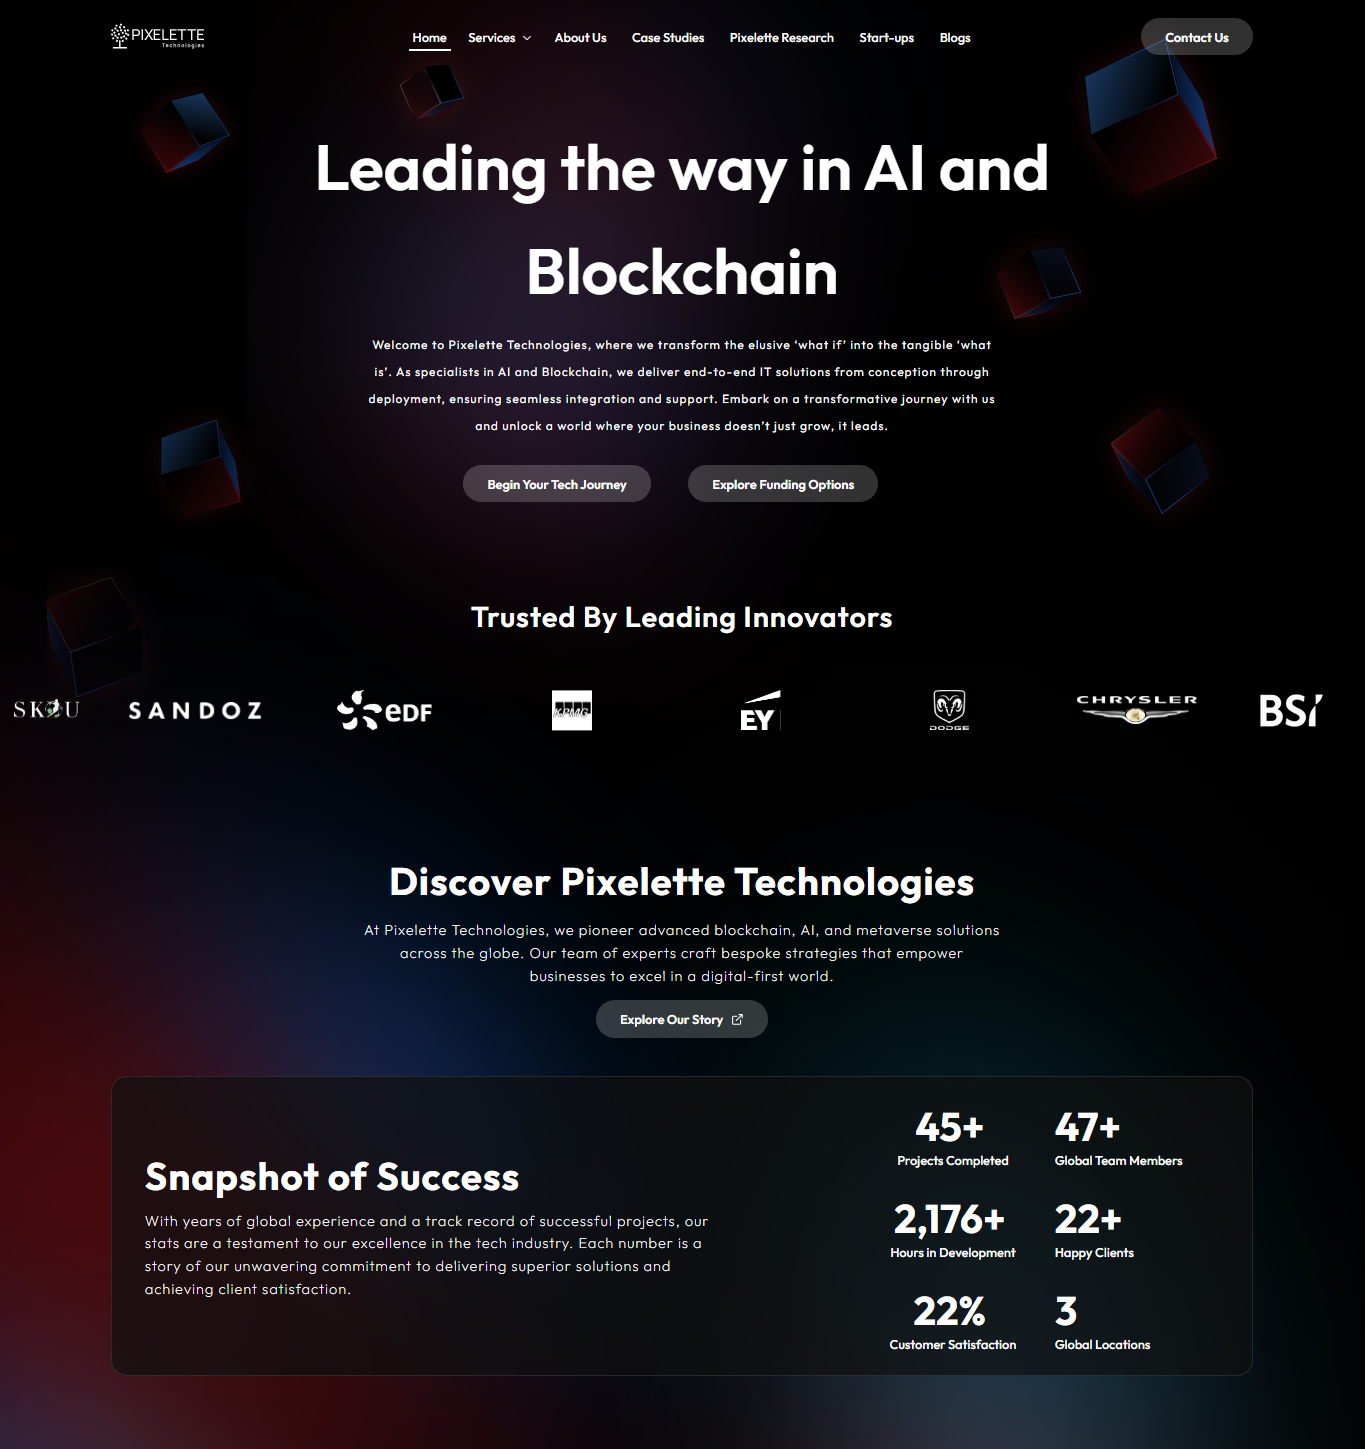 PIXELETTE
Technologies
Home Services About Us Case Studies Pixelette Research Start-ups Blogs Contact Us
Leading the way in AI and
Blockchain
Welcome to Pixelette Technologies, where we transform the elusive ‘what if’ into the tangible ‘what
is’. As specialists in AI and Blockchain, we deliver end-to-end IT solutions from conception through
deployment, ensuring seamless integration and support. Embark on a transformative journey with us
and unlock a world where your business doesn’t just grow, it leads.
Begin Your Tech Journey Explore Funding Options
Trusted By Leading Innovators
SANDOZ eDF KPMG EY DODGE CHRYSLER BSI
Discover Pixelette Technologies
At Pixelette Technologies, we pioneer advanced blockchain, AI, and metaverse solutions
across the globe. Our team of experts craft bespoke strategies that empower
businesses to excel in a digital-first world.
Explore Our Story
Snapshot of Success
With years of global experience and a track record of successful projects, our
stats are a testament to our excellence in the tech industry. Each number is a
story of our unwavering commitment to delivering superior solutions and
achieving client satisfaction.
45+ 47+
Projects Completed Global Team Members
2,176+ 22+
Hours in Development Happy Clients
22% 3
Customer Satisfaction Global Locations